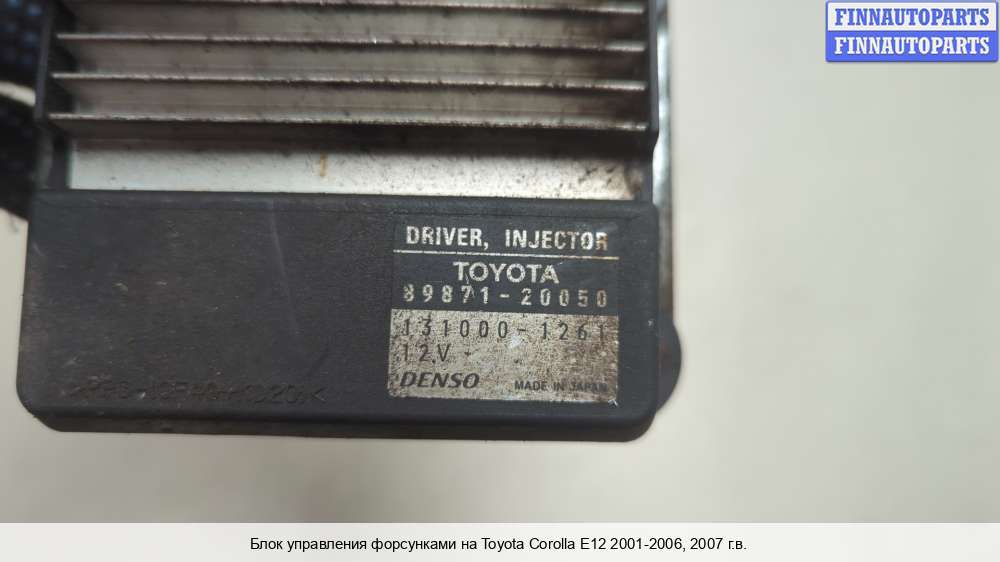 FINNAUTOPARTS
FINNAUTOPARTS
DRIVER, INJECTOR
TOYOTA
89871-20050
131000-1261
12V
DENSO MADE IN JAPAN
Блок управления форсунками на Toyota Corolla E12 2001-2006, 2007 г.в.